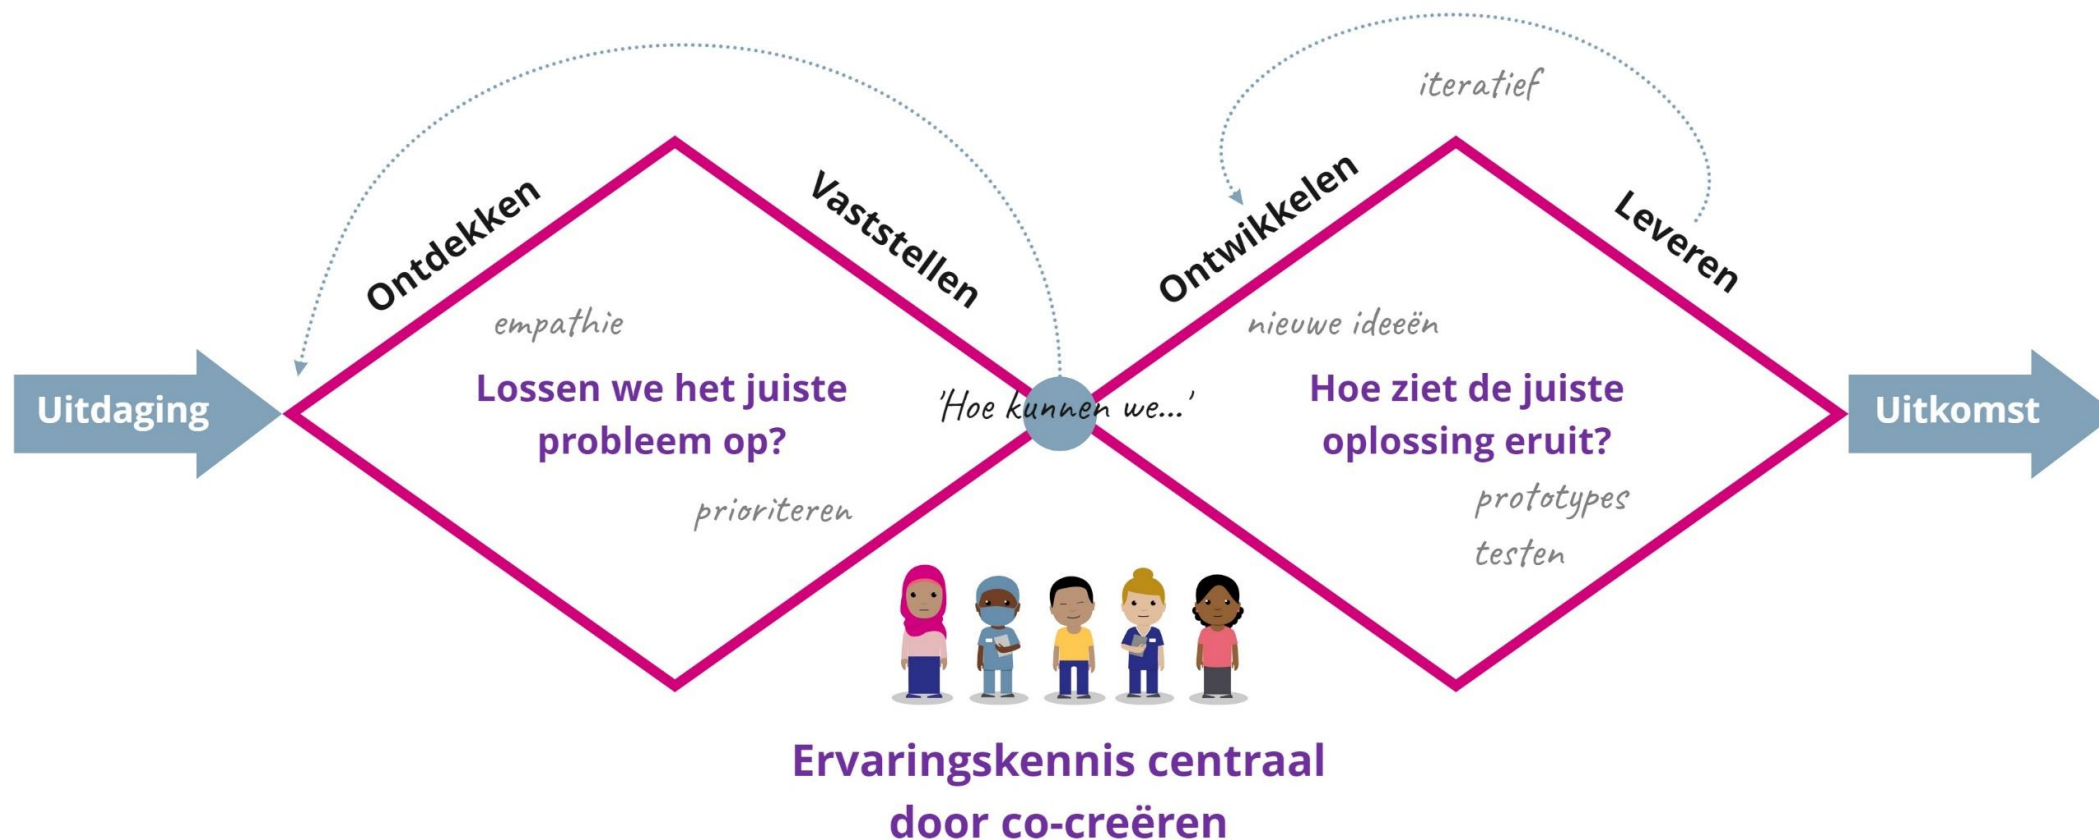 iteratief
Ontdekken
Vaststellen
Ontwikkelen
Leveren
empathie
nieuwe ideeën
Uitdaging
Lossen we het juiste
probleem op?
'Hoe kunnen we...'
Hoe ziet de juiste
oplossing eruit?
Uitkomst
prioriteren
prototypes
testen
Ervaringskennis centraal
door co-creëren